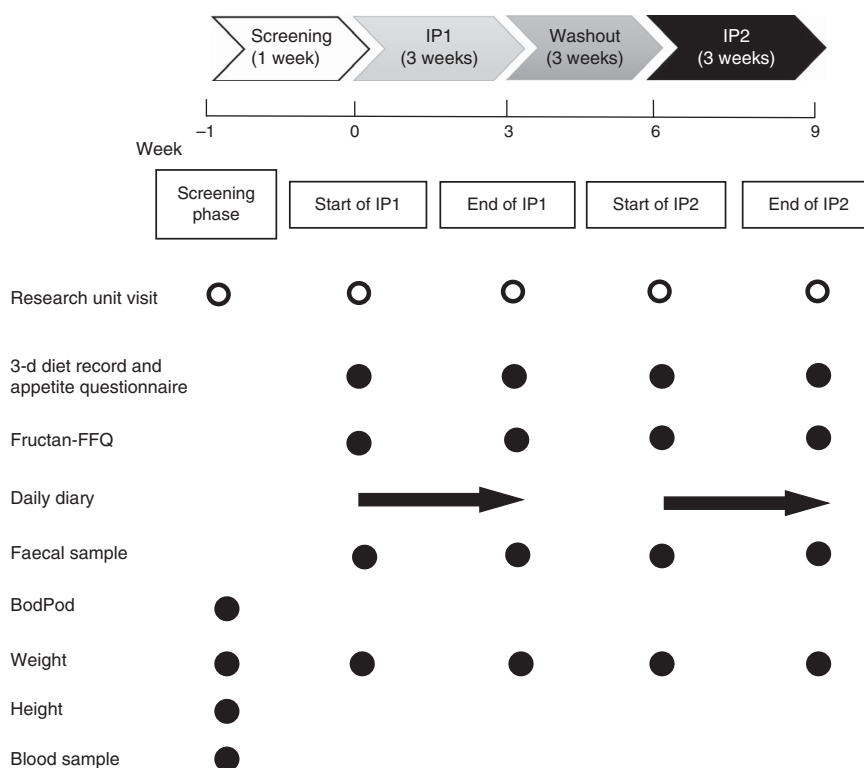 Screening
(1 week)
IP1
(3 weeks)
Washout
(3 weeks)
IP2
(3 weeks)
–1
0
3
6
9
Week
Screening
phase
Start of IP1
End of IP1
Start of IP2
End of IP2
Research unit visit
3-d diet record and
appetite questionnaire
Fructan-FFQ
Daily diary
Faecal sample
BodPod
Weight
Height
Blood sample